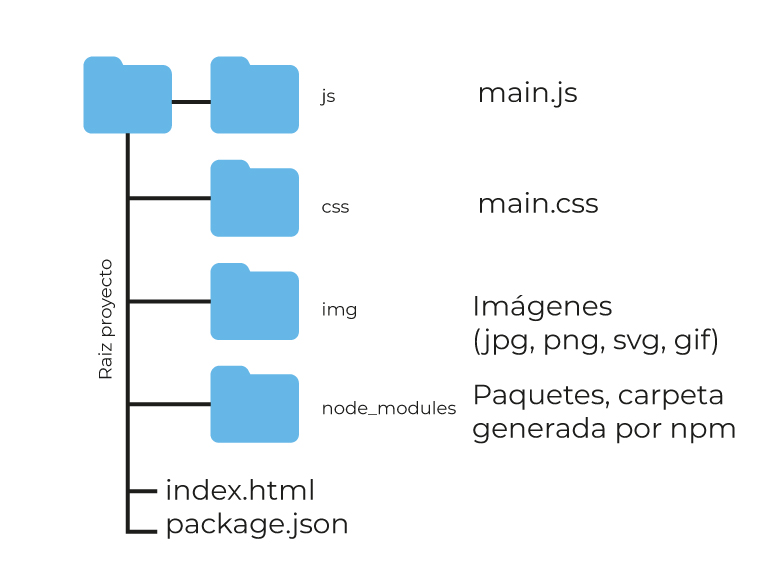 js
main.js
css
main.css
Raiz proyecto
img
Imágenes
(jpg, png, svg, gif)
node_modules
Paquetes, carpeta
generada por npm
index.html
package.json